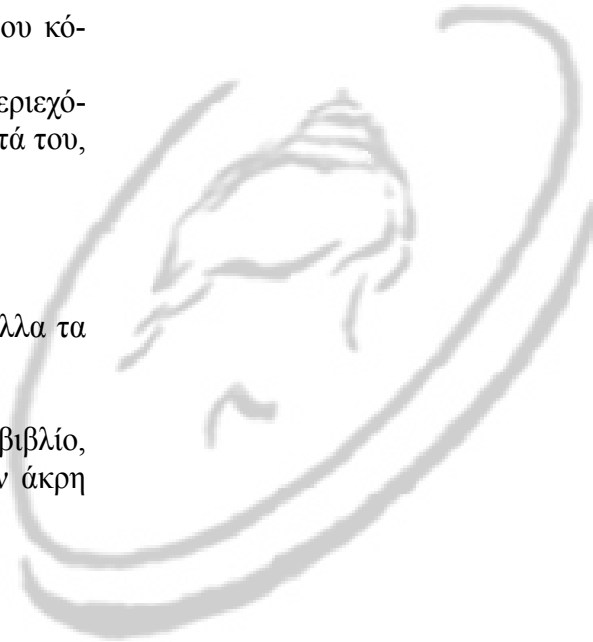 ου κό-
εριεχό-
τά του,
λλα τα
βιβλίο,
ν άκρη